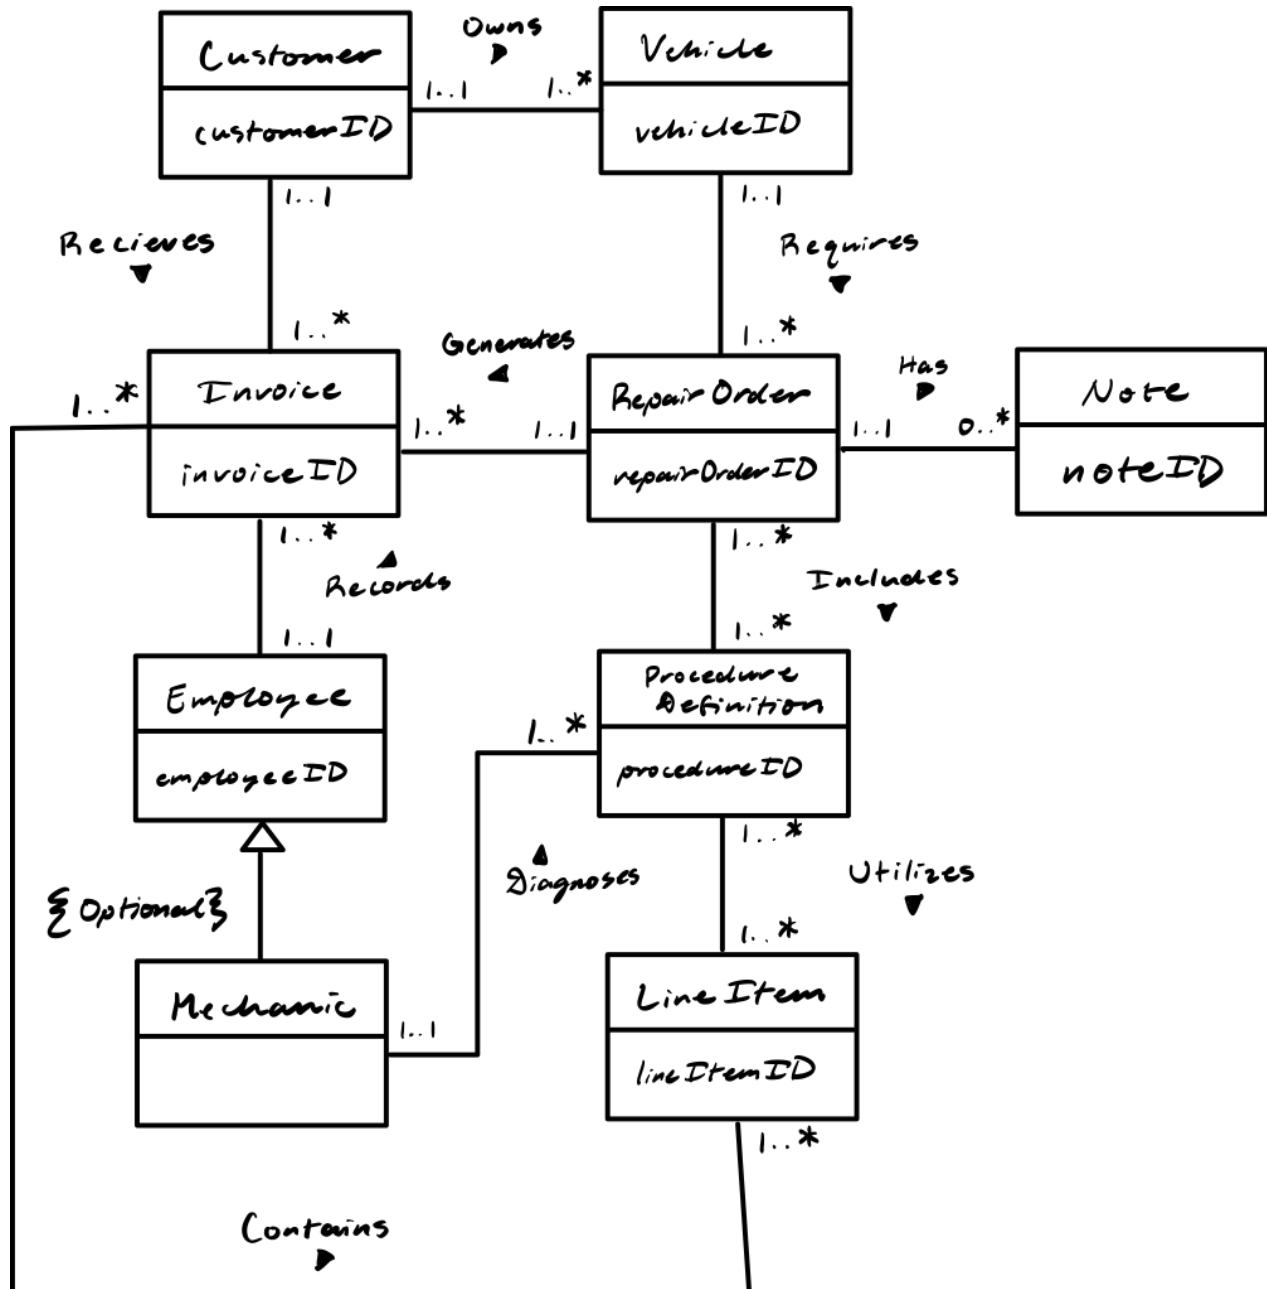 Owns
Customer
Vehicle
1..1
1..*
customerID
vehicleID
1..1
1..1
Recieves
Requires
1..*
1..*
Generates
Has
Invoice
Repair Order
Note
1..*
1..*
1..1
1..1
0..*
invoiceID
repairOrderID
noteID
1..*
1..*
Records
Includes
1..1
1..*
Employee
Procedure
Definition
1..*
employeeID
procedureID
1..*
Diagnoses
Utilizes
{Optional}
1..*
Mechanic
LineItem
1..1
lineItemID
1..*
Contains